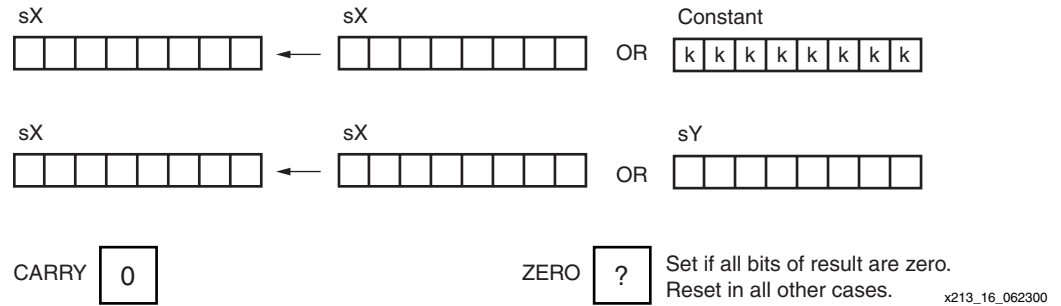 sX sX Constant
OR k k k k k k k k
sX sX sY
OR
CARRY 0 ZERO ? Set if all bits of result are zero.
Reset in all other cases.
x213_16_062300